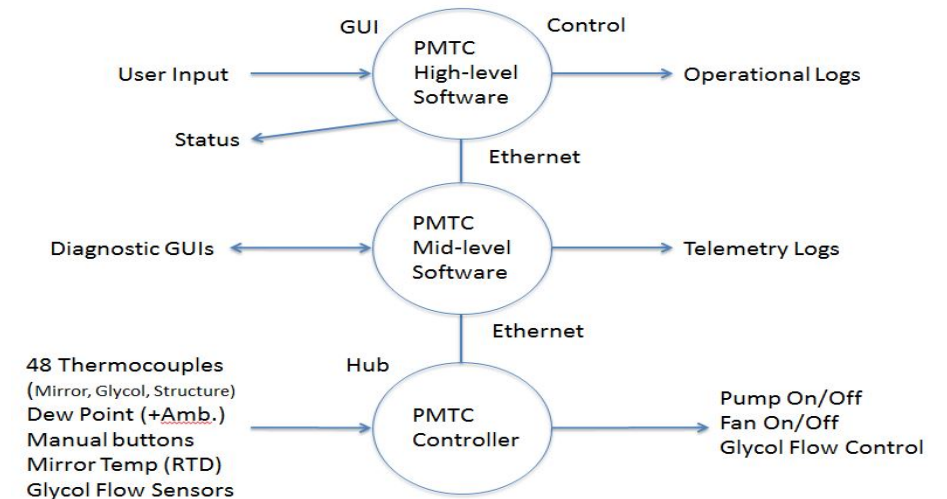 GUI
Control
PMTC
High-level
Software
User Input
Operational Logs
Status
Ethernet
PMTC
Mid-level
Software
Diagnostic GUIs
Telemetry Logs
Ethernet
Hub
48 Thermocouples
(Mirror, Glycol, Structure)
Dew Point (+Amb.)
Manual buttons
Mirror Temp (RTD)
Glycol Flow Sensors
PMTC
Controller
Pump On/Off
Fan On/Off
Glycol Flow Control